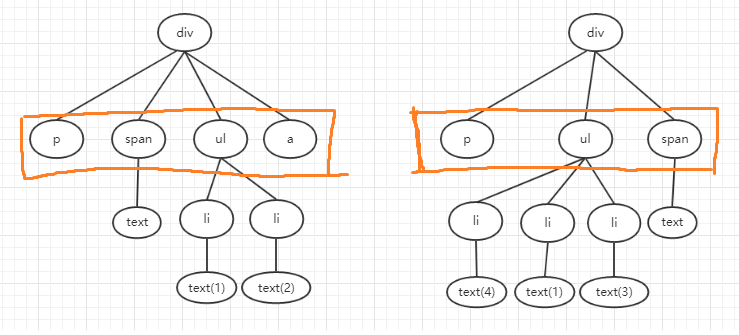 div
p
span
ul
a
text
li
li
text(1)
text(2)
div
p
ul
span
li
li
li
text
text(4)
text(1)
text(3)